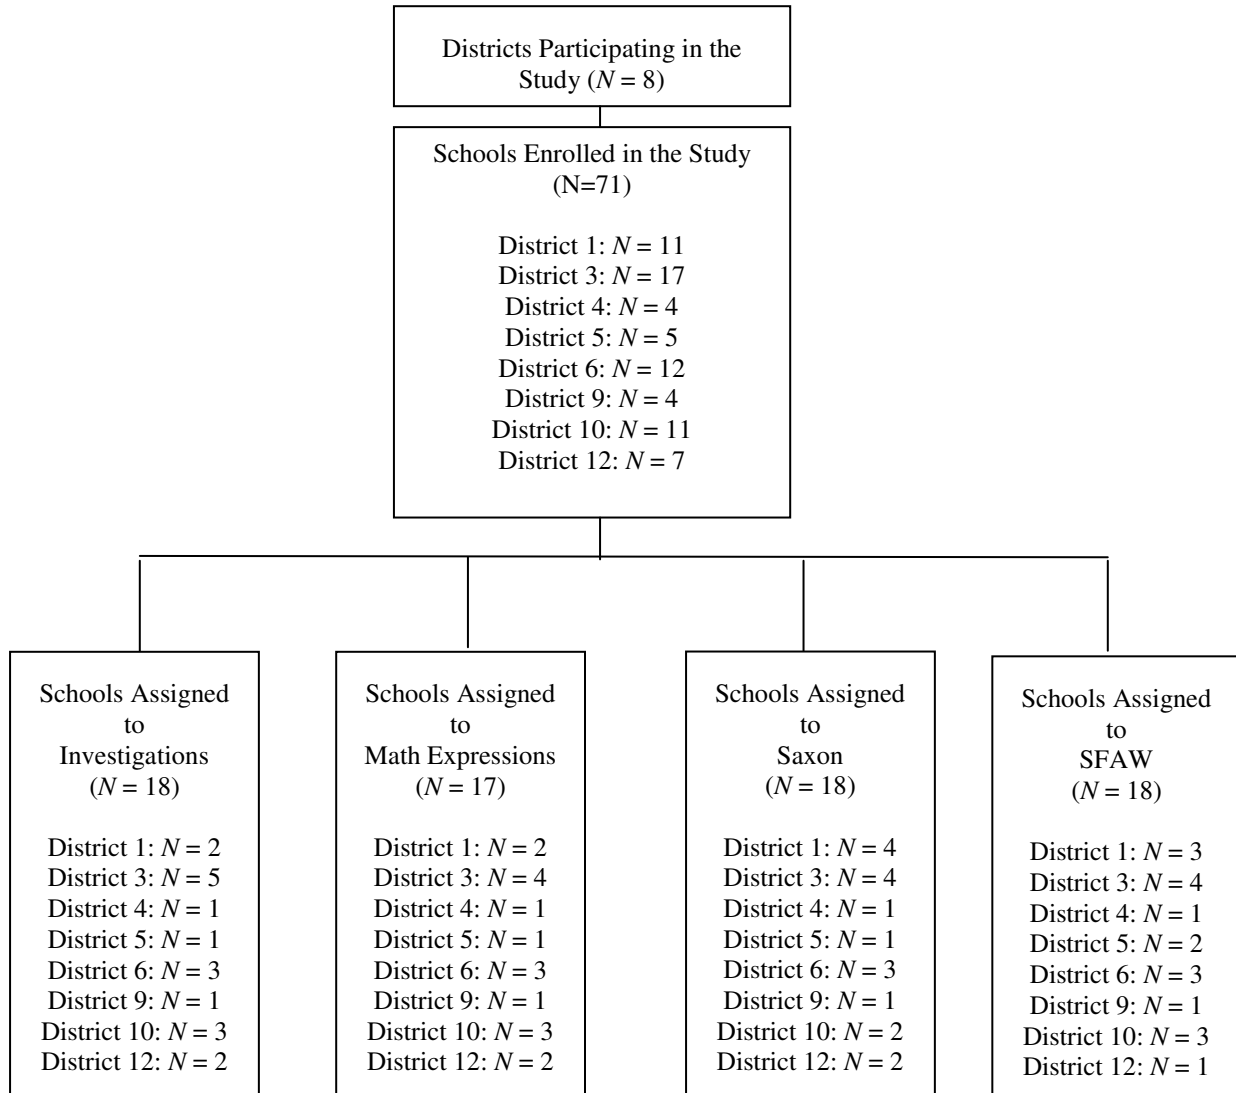 Districts Participating in the
Study (N = 8)
Schools Enrolled in the Study
(N=71)
District 1: N = 11
District 3: N = 17
District 4: N = 4
District 5: N = 5
District 6: N = 12
District 9: N = 4
District 10: N = 11
District 12: N = 7
Schools Assigned
to
Investigations
(N = 18)
District 1: N = 2
District 3: N = 5
District 4: N = 1
District 5: N = 1
District 6: N = 3
District 9: N = 1
District 10: N = 3
District 12: N = 2
Schools Assigned
to
Math Expressions
(N = 17)
District 1: N = 2
District 3: N = 4
District 4: N = 1
District 5: N = 1
District 6: N = 3
District 9: N = 1
District 10: N = 3
District 12: N = 2
Schools Assigned
to
Saxon
(N = 18)
District 1: N = 4
District 3: N = 4
District 4: N = 1
District 5: N = 1
District 6: N = 3
District 9: N = 1
District 10: N = 2
District 12: N = 2
Schools Assigned
to
SFAW
(N = 18)
District 1: N = 3
District 3: N = 4
District 4: N = 1
District 5: N = 2
District 6: N = 3
District 9: N = 1
District 10: N = 3
District 12: N = 1